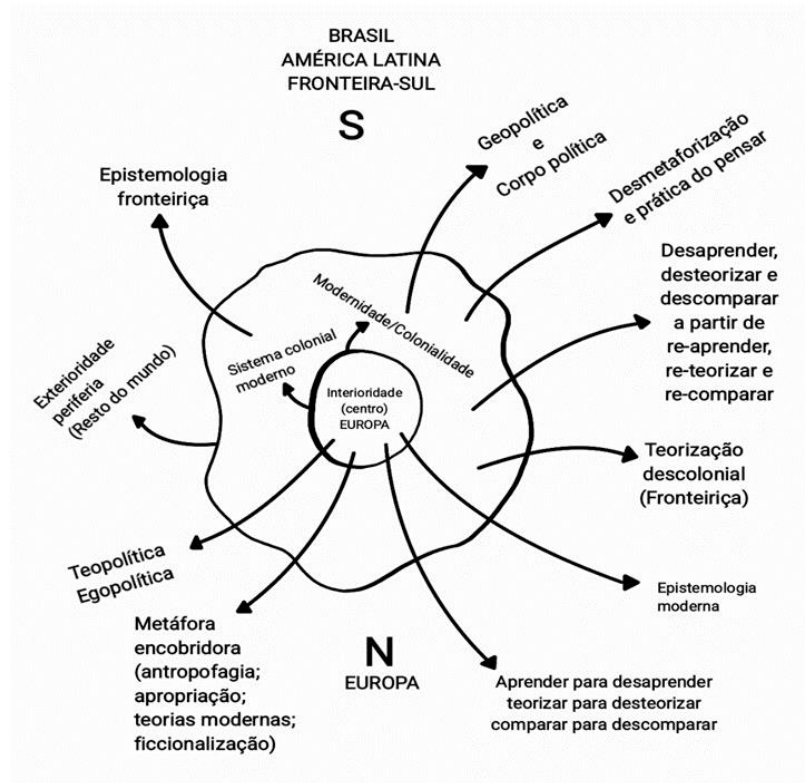 BRASIL
AMÉRICA LATINA
FRONTEIRA-SUL
S
Geopolítica
e
Corpo política
Desmetaforização
e prática do pensar
Epistemologia
fronteiriça
Desaprender,
desteorizar e
descomparar
a partir de
re-aprender,
re-teorizar e
re-comparar
Modernidade/Colonialidade
Sistema colonial
moderno
Exterioridade
periferia
(Resto do mundo)
Interioridade
(centro)
EUROPA
Teorização
descolonial
(Fronteiriça)
Teopolítica
Egopolítica
Epistemologia
moderna
Metáfora
encobridora
(antropofagia;
apropriação;
teorias modernas;
ficcionalização)
N
EUROPA
Aprender para desaprender
teorizar para desteorizar
comparar para descomparar